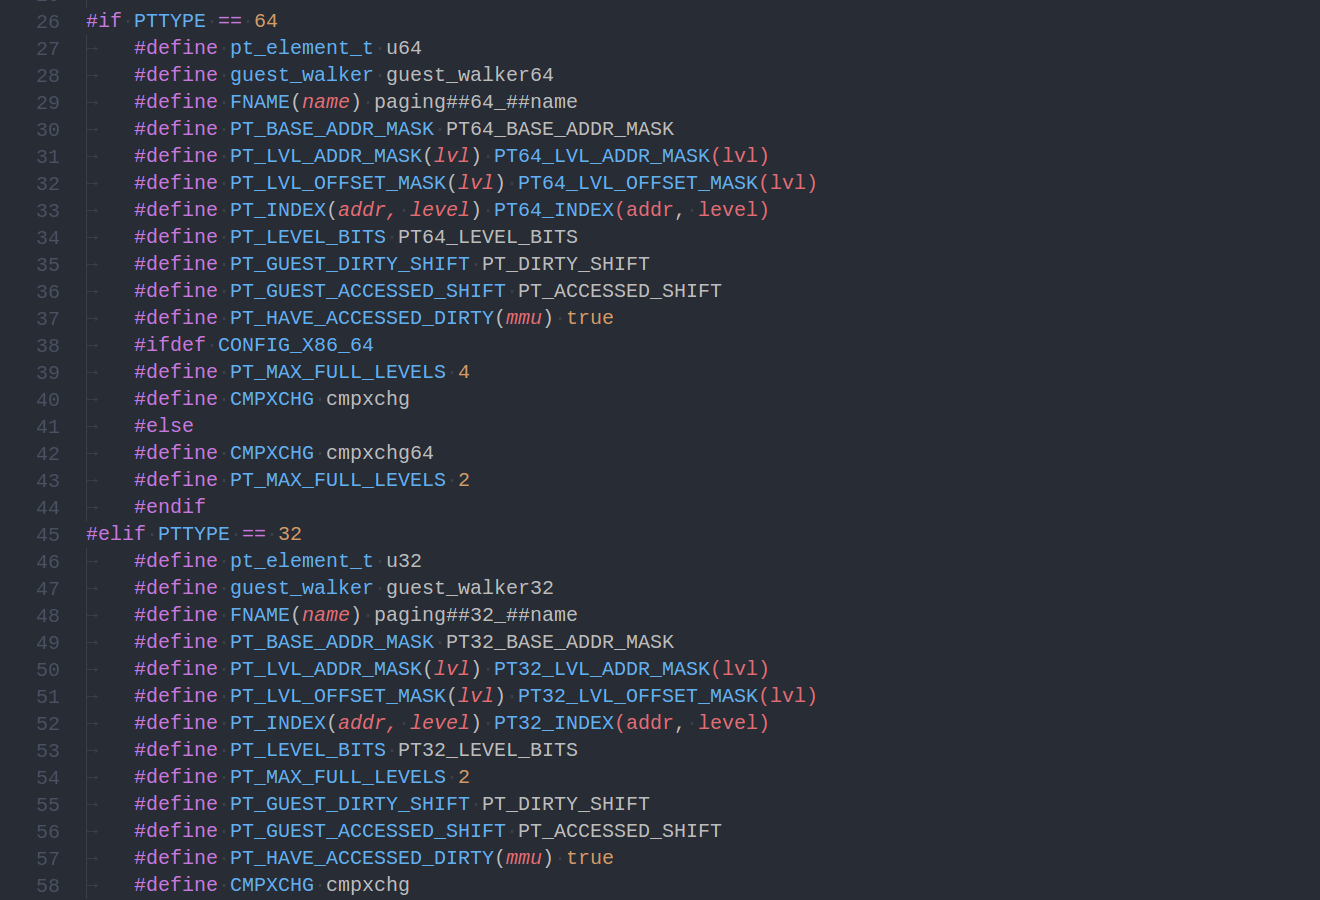 26 #if PTTYPE == 64
27 #define pt_element_t u64
28 #define guest_walker guest_walker64
29 #define FNAME(name) paging##64_##name
30 #define PT_BASE_ADDR_MASK PT64_BASE_ADDR_MASK
31 #define PT_LVL_ADDR_MASK(lvl) PT64_LVL_ADDR_MASK(lvl)
32 #define PT_LVL_OFFSET_MASK(lvl) PT64_LVL_OFFSET_MASK(lvl)
33 #define PT_INDEX(addr, level) PT64_INDEX(addr, level)
34 #define PT_LEVEL_BITS PT64_LEVEL_BITS
35 #define PT_GUEST_DIRTY_SHIFT PT_DIRTY_SHIFT
36 #define PT_GUEST_ACCESSED_SHIFT PT_ACCESSED_SHIFT
37 #define PT_HAVE_ACCESSED_DIRTY(mmu) true
38 #ifdef CONFIG_X86_64
39 #define PT_MAX_FULL_LEVELS 4
40 #define CMPXCHG cmpxchg
41 #else
42 #define CMPXCHG cmpxchg64
43 #define PT_MAX_FULL_LEVELS 2
44 #endif
45 #elif PTTYPE == 32
46 #define pt_element_t u32
47 #define guest_walker guest_walker32
48 #define FNAME(name) paging##32_##name
49 #define PT_BASE_ADDR_MASK PT32_BASE_ADDR_MASK
50 #define PT_LVL_ADDR_MASK(lvl) PT32_LVL_ADDR_MASK(lvl)
51 #define PT_LVL_OFFSET_MASK(lvl) PT32_LVL_OFFSET_MASK(lvl)
52 #define PT_INDEX(addr, level) PT32_INDEX(addr, level)
53 #define PT_LEVEL_BITS PT32_LEVEL_BITS
54 #define PT_MAX_FULL_LEVELS 2
55 #define PT_GUEST_DIRTY_SHIFT PT_DIRTY_SHIFT
56 #define PT_GUEST_ACCESSED_SHIFT PT_ACCESSED_SHIFT
57 #define PT_HAVE_ACCESSED_DIRTY(mmu) true
58 #define CMPXCHG cmpxchg